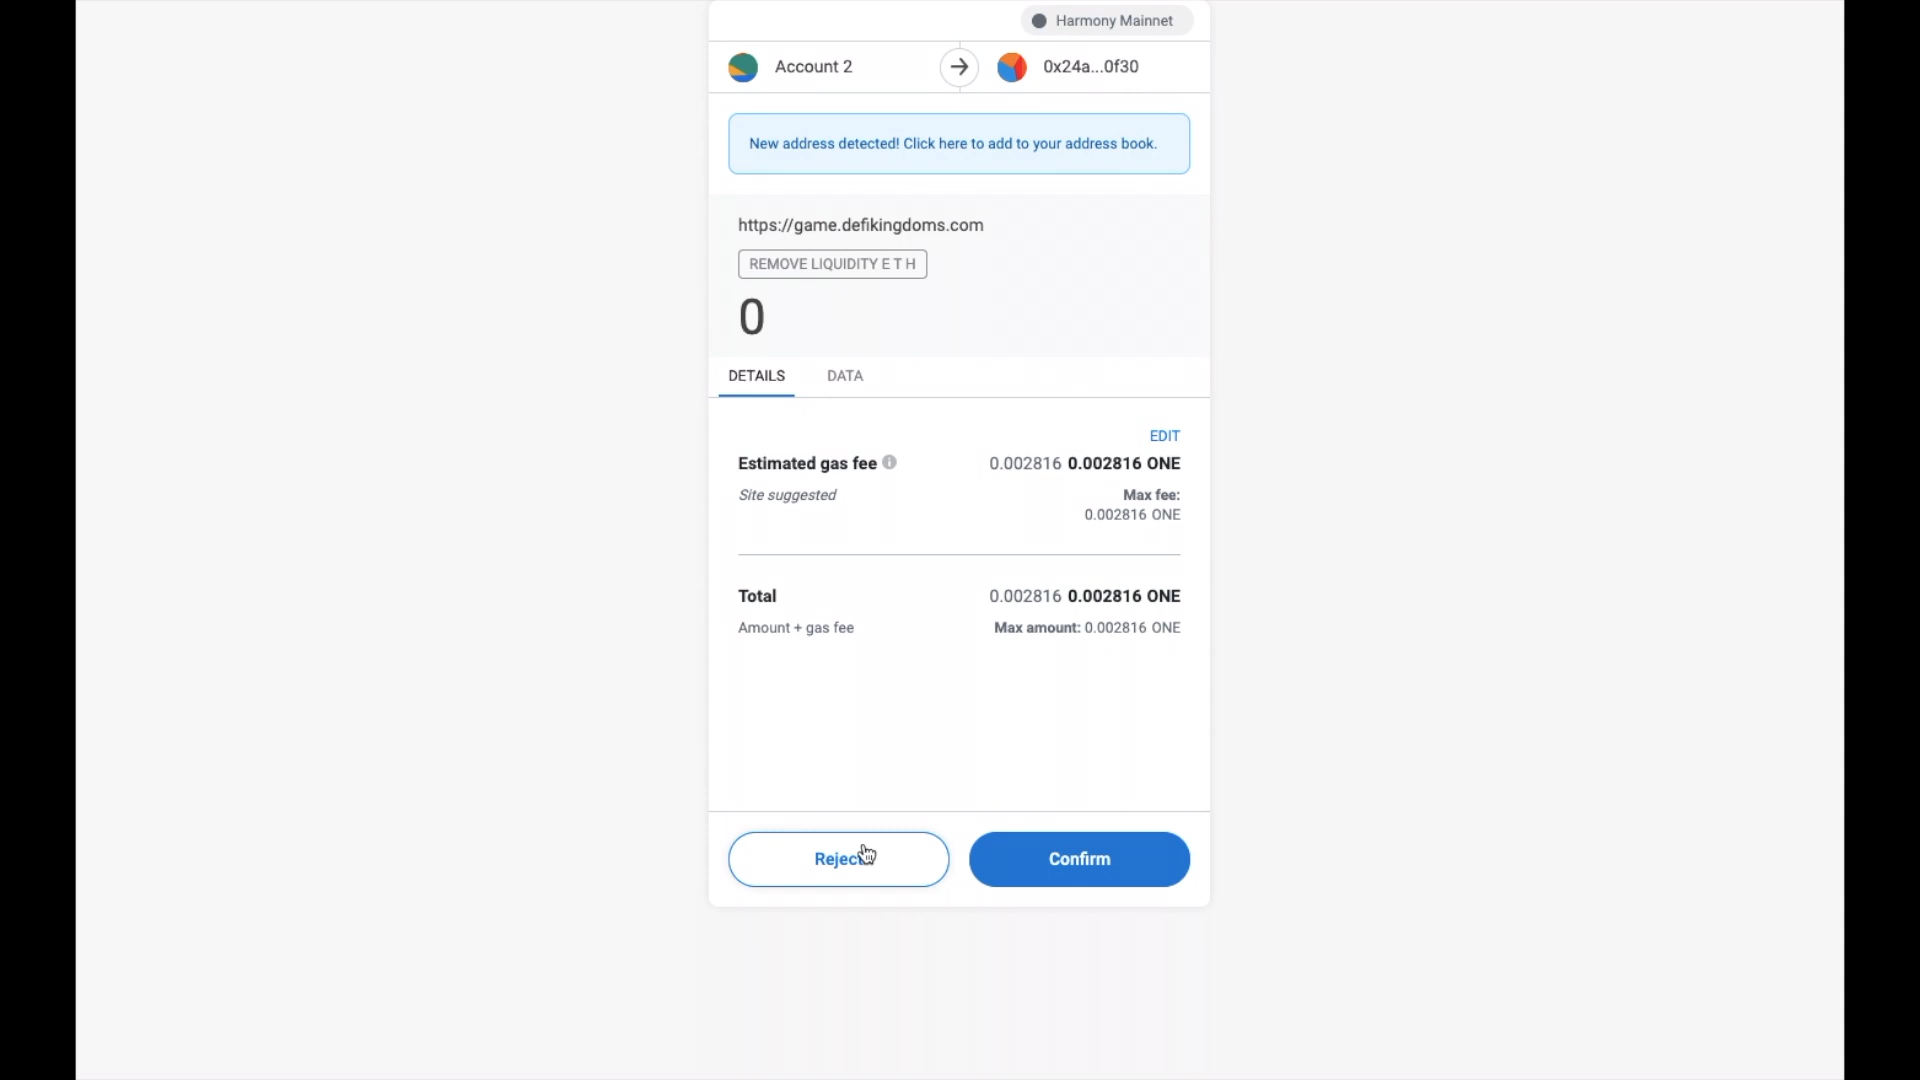 Harmony Mainnet
Account 2
0x24a...0f30
New address detected! Click here to add to your address book.
https://game.defikingdoms.com
REMOVE LIQUIDITY E T H
0
DETAILS
DATA
EDIT
Estimated gas fee
0.002816 0.002816 ONE
Site suggested
Max fee:
0.002816 ONE
Total
0.002816 0.002816 ONE
Amount + gas fee
Max amount: 0.002816 ONE
Reject
Confirm